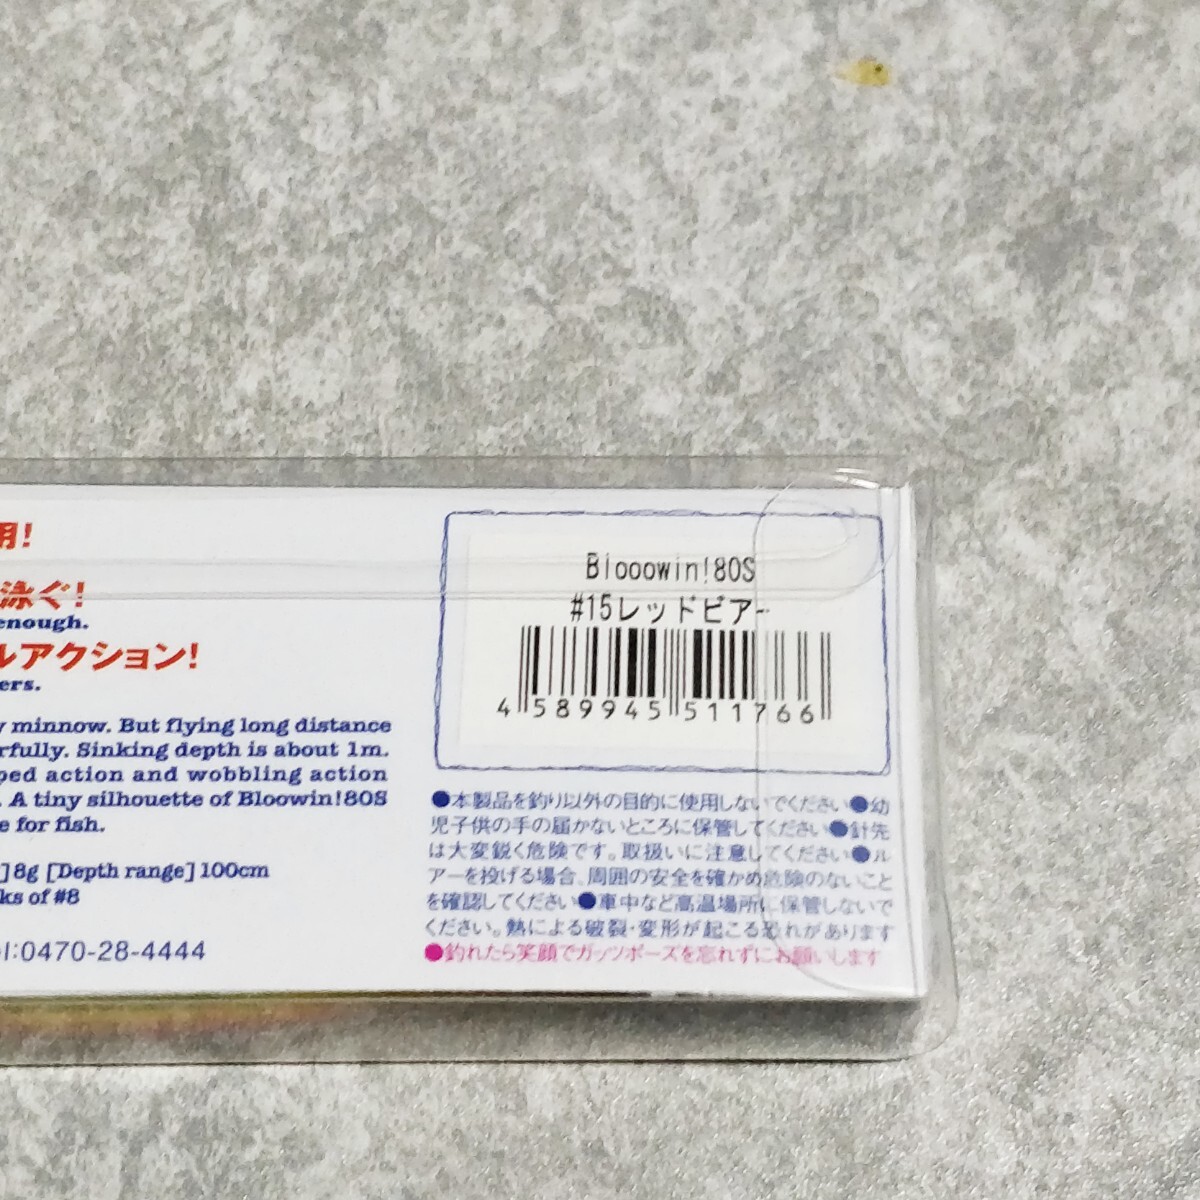 用!
泳ぐ!
enough.
ルアクション!
ers.
y minnow. But flying long distance
rfully. Sinking depth is about 1m.
ped action and wobbling action
. A tiny silhouette of Bloowin!80S
e for fish.
]8g [Depth range]100cm
ks of #8
el:0470-28-4444
Blooowin!80S
#15レッドビアー
4 589945 511766
●本製品を釣り以外の目的に使用しないでください●幼
児子供の手の届かないところに保管してください●針先
は大変鋭く危険です。取扱いに注意してください●ル
アーを投げる場合、周囲の安全を確かめ危険のないこと
を確認してください●車中など高温場所に保管しないで
ください。熱による破裂・変形が起こる恐れがあります
●釣れたら笑顔でガッツポーズを忘れずにお願いします